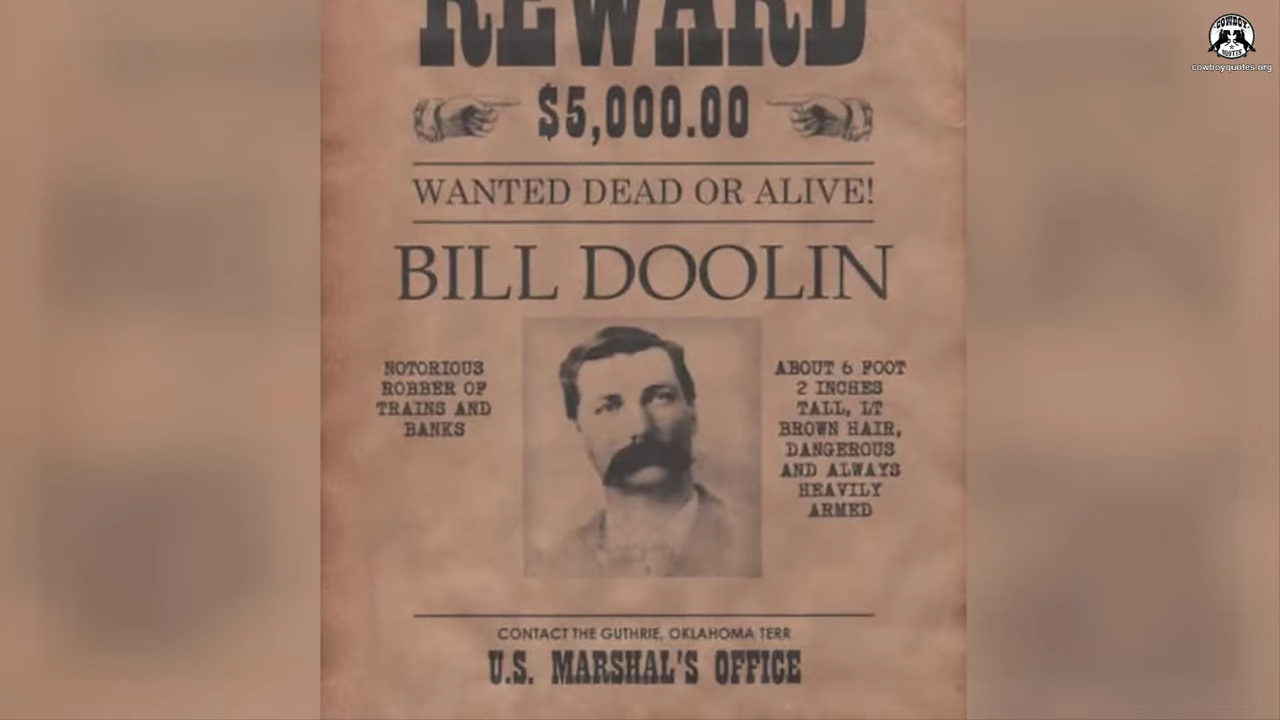 COWBOY
QUOTES
cowboyquotes.org
REWARD
$5,000.00
WANTED DEAD OR ALIVE!
BILL DOOLIN
NOTORIOUS
ROBBER OF
TRAINS AND
BANKS
ABOUT 6 FOOT
2 INCHES
TALL, LT
BROWN HAIR,
DANGEROUS
AND ALWAYS
HEAVILY
ARMED
CONTACT THE GUTHRIE, OKLAHOMA TERR
U.S. MARSHAL'S OFFICE